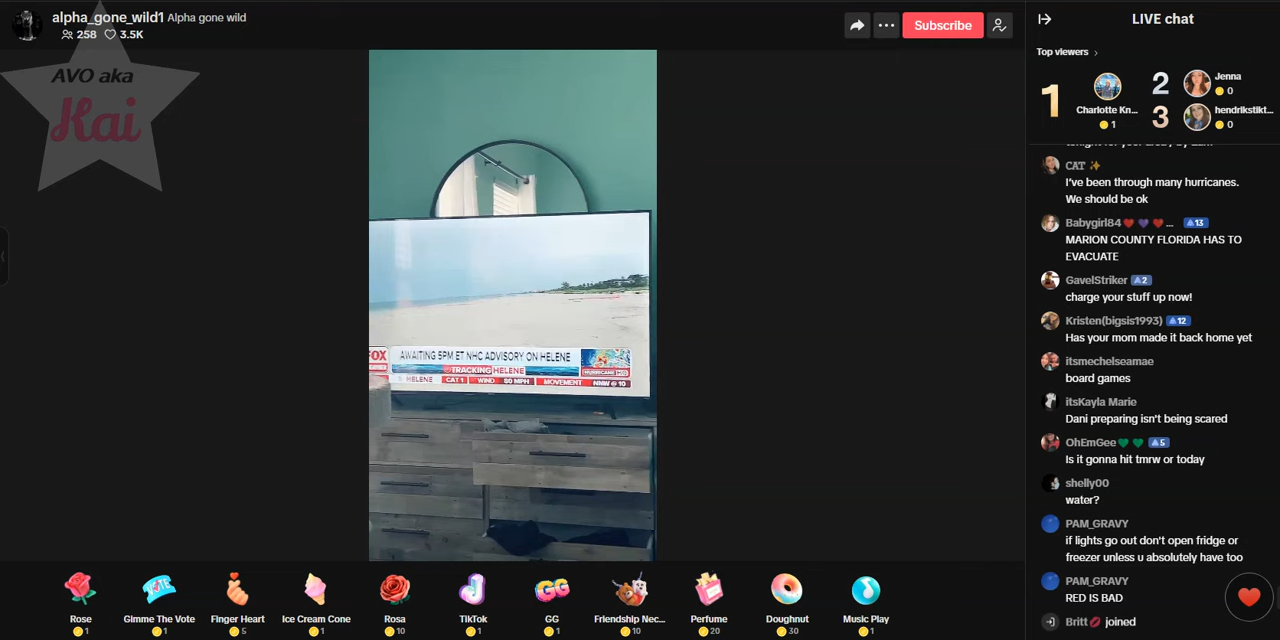 alpha_gone_wild1 Alpha gone wild
258 3.5K
Subscribe
AVO aka
Kai
AWAITING 5PM ET NHC ADVISORY ON HELENE
FOX
TRACKING HELENE
HELENE CAT 1 WIND 80 MPH MOVEMENT NNW @ 10
Rose
1
Gimme The Vote
1
Finger Heart
5
Ice Cream Cone
1
Rosa
10
TikTok
1
GG
1
Friendship Nec...
10
Perfume
20
Doughnut
30
Music Play
1
LIVE chat
Top viewers >
1
Charlotte Kn...
1
2
Jenna
0
3
hendrikstikt...
0
CAT ✨
I've been through many hurricanes.
We should be ok
Babygirl84❤️💜❤️ ... 13
MARION COUNTY FLORIDA HAS TO
EVACUATE
GavelStriker 2
charge your stuff up now!
Kristen(bigsis1993) 12
Has your mom made it back home yet
itsmechelseamae
board games
itsKayla Marie
Dani preparing isn't being scared
OhEmGee💚💚 5
Is it gonna hit tmrw or today
shelly00
water?
PAM_GRAVY
if lights go out don't open fridge or
freezer unless u absolutely have too
PAM_GRAVY
RED IS BAD
Britt💋 joined